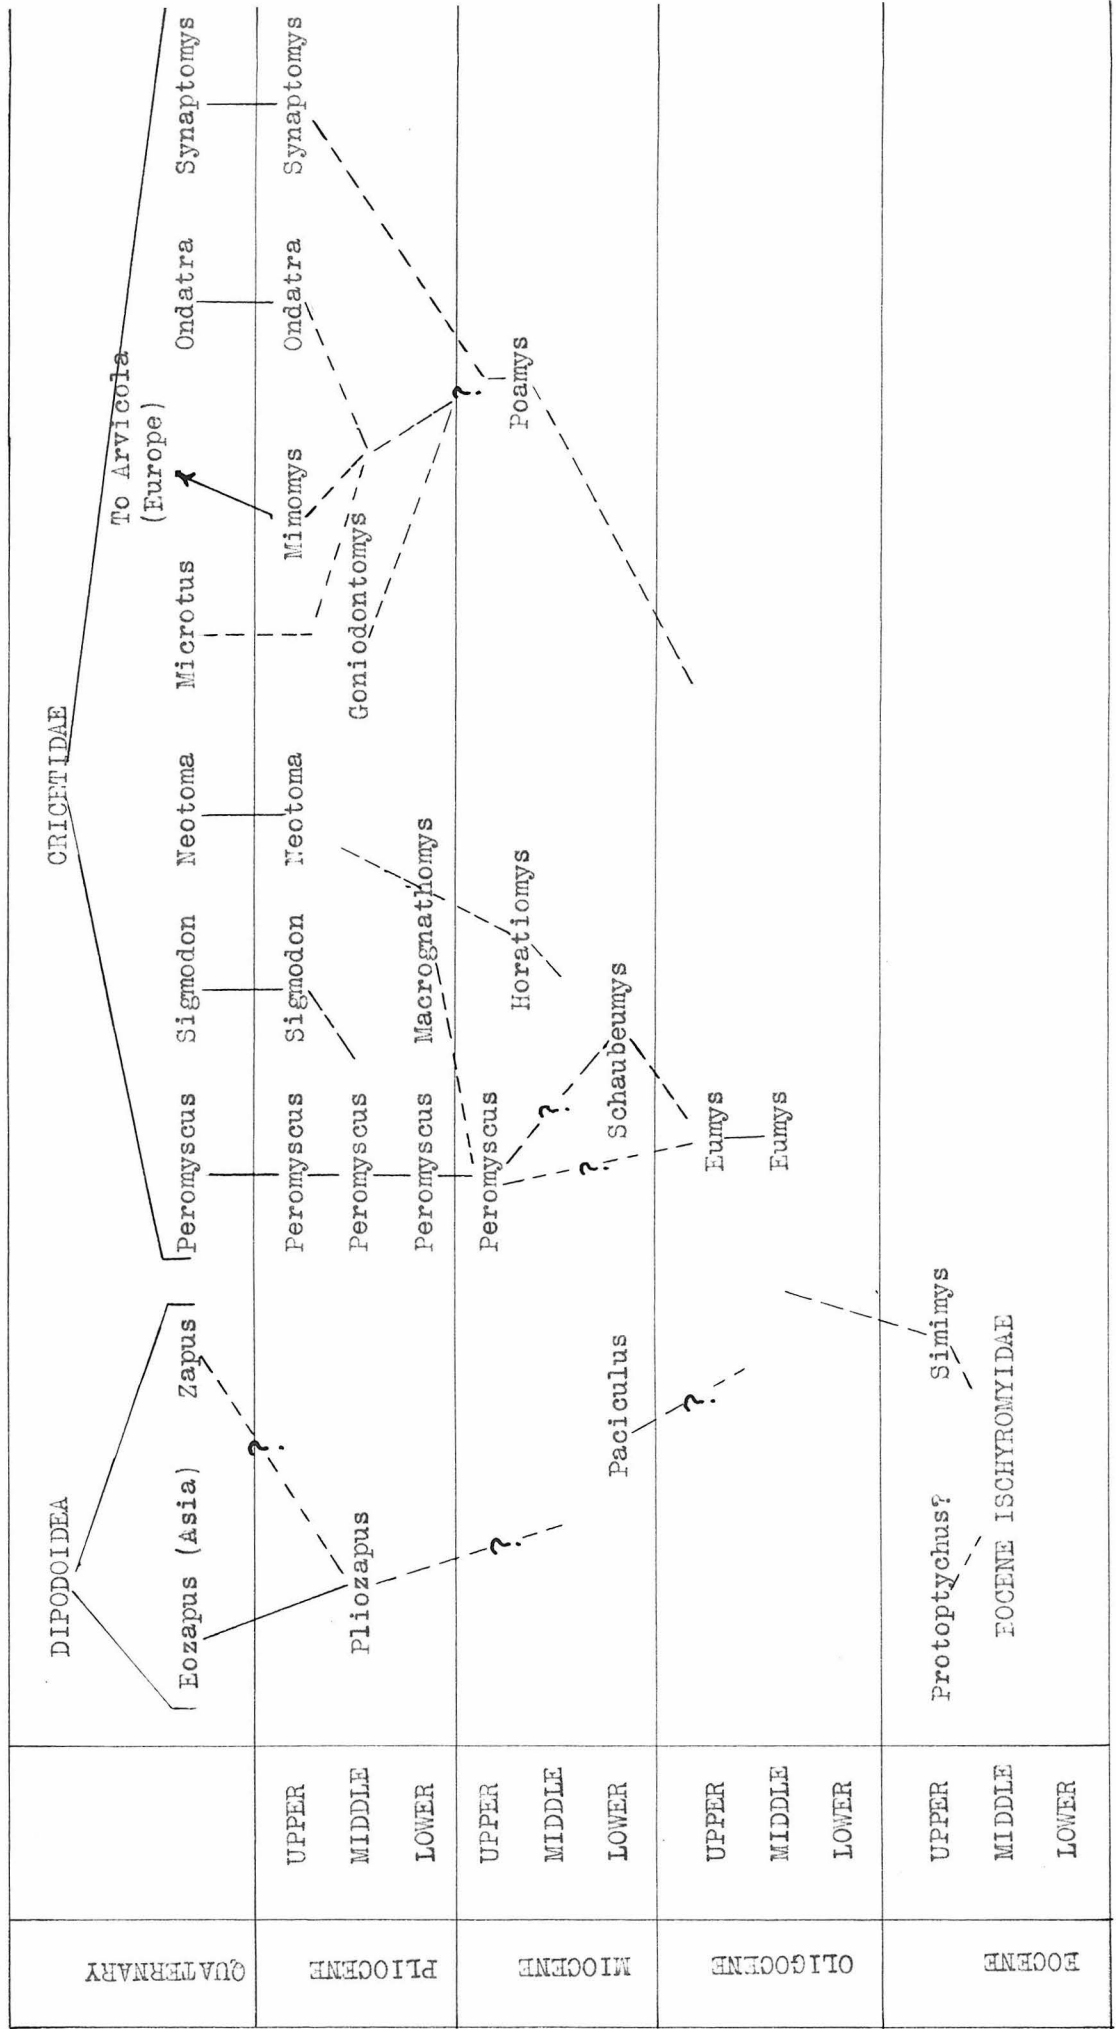 DIPODOIDEA
CRICETIDAE
To Arvicola
(Europe)
QUATERNARY
Eozapus (Asia)
Zapus
Peromyscus
Sigmodon
Neotoma
Microtus
Ondatra
Synaptomys
PLIOCENE
UPPER
Peromyscus
Sigmodon
Neotoma
Mimomys
Ondatra
Synaptomys
?
MIDDLE
Pliozapus
Peromyscus
Goniodontomys
LOWER
Peromyscus
Macrognathomys
?
MIOCENE
UPPER
?
Peromyscus
Horatiomys
Poamys
MIDDLE
?
LOWER
Paciculus
?
Schaubeumys
OLIGOCENE
UPPER
?
Eumys
MIDDLE
Eumys
LOWER
EOCENE
UPPER
Protoptychus?
Simimys
MIDDLE
EOCENE ISCHYROMYIDAE
LOWER